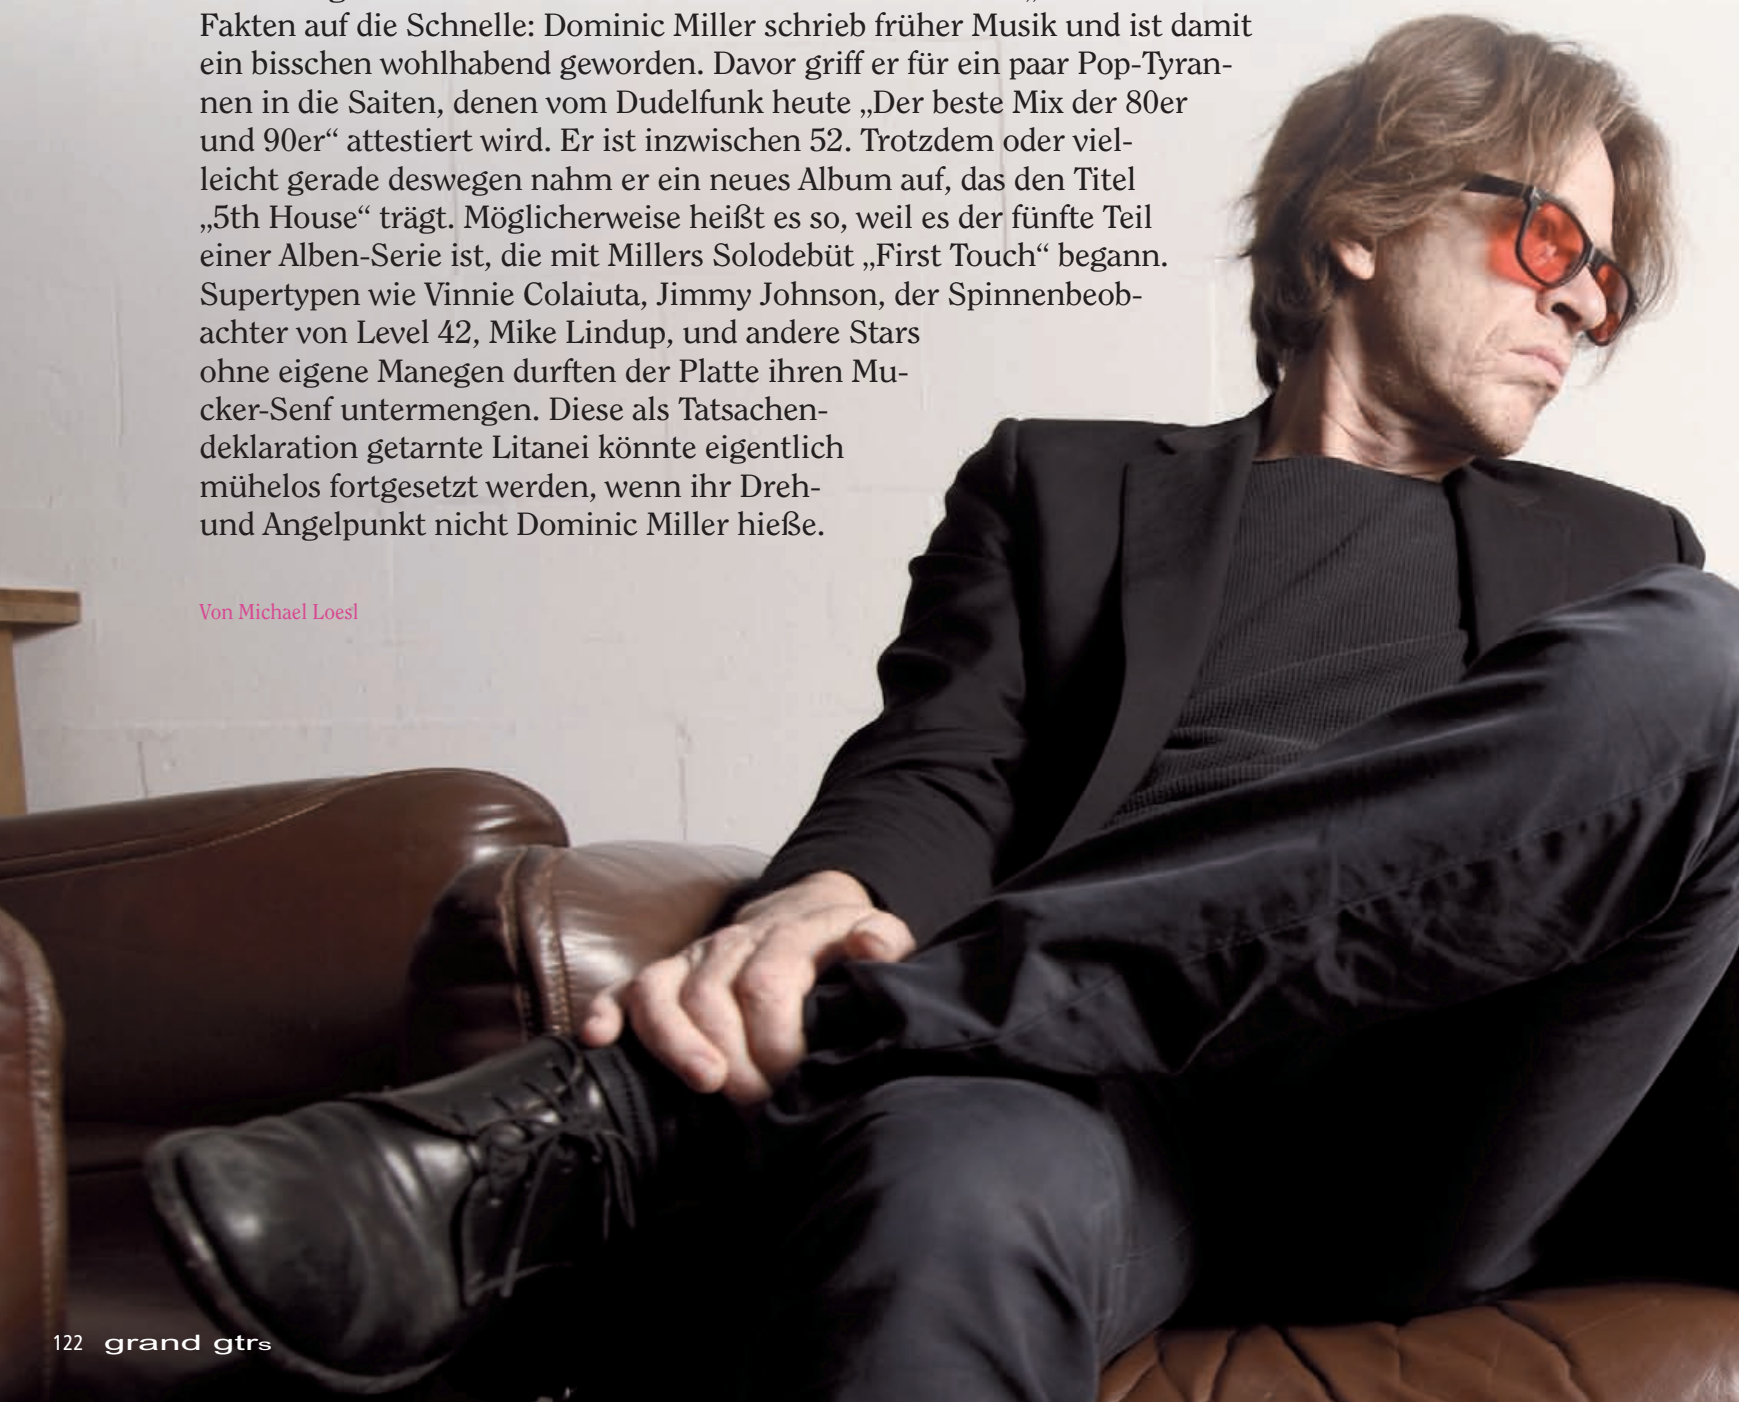 Fakten auf die Schnelle: Dominic Miller schrieb früher Musik und ist damit
ein bisschen wohlhabend geworden. Davor griff er für ein paar Pop-Tyran-
nen in die Saiten, denen vom Dudelfunk heute „Der beste Mix der 80er
und 90er“ attestiert wird. Er ist inzwischen 52. Trotzdem oder viel-
leicht gerade deswegen nahm er ein neues Album auf, das den Titel
„5th House“ trägt. Möglicherweise heißt es so, weil es der fünfte Teil
einer Alben-Serie ist, die mit Millers Solodebüt „First Touch“ begann.
Supertypen wie Vinnie Colaiuta, Jimmy Johnson, der Spinnenbeob-
achter von Level 42, Mike Lindup, und andere Stars
ohne eigene Manegen durften der Platte ihren Mu-
cker-Senf untermengen. Diese als Tatsachen-
deklaration getarnte Litanei könnte eigentlich
mühelos fortgesetzt werden, wenn ihr Dreh-
und Angelpunkt nicht Dominic Miller hieße.
Von Michael Loesl
122 grand gtrs